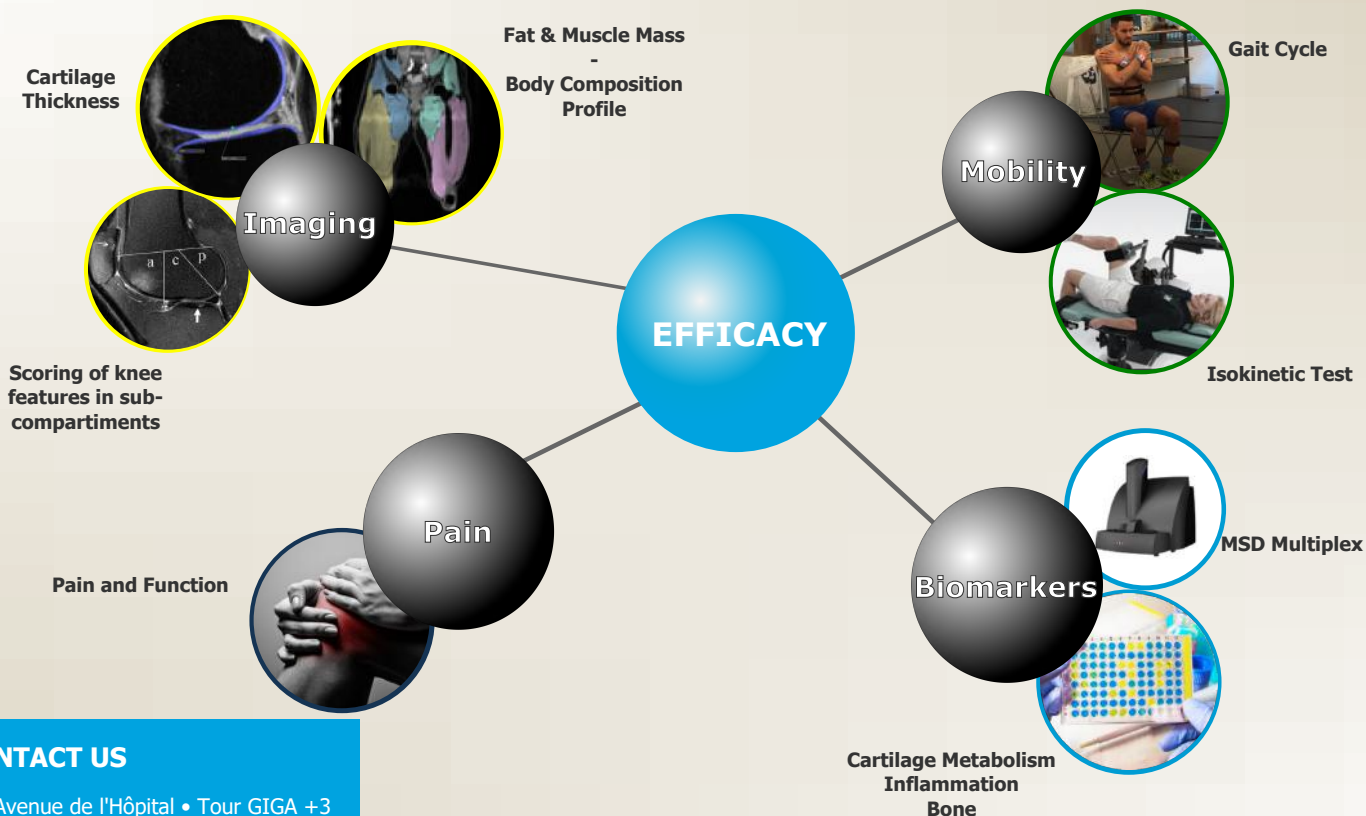 Fat & Muscle Mass
-
Body Composition
Profile
Cartilage
Thickness
Imaging
a c p
Scoring of knee
features in sub-
compartiments
Gait Cycle
Mobility
Isokinetic Test
EFFICACY
Pain
Pain and Function
MSD Multiplex
Biomarkers
Cartilage Metabolism
Inflammation
Bone
NTACT US
Avenue de l'Hôpital • Tour GIGA +3